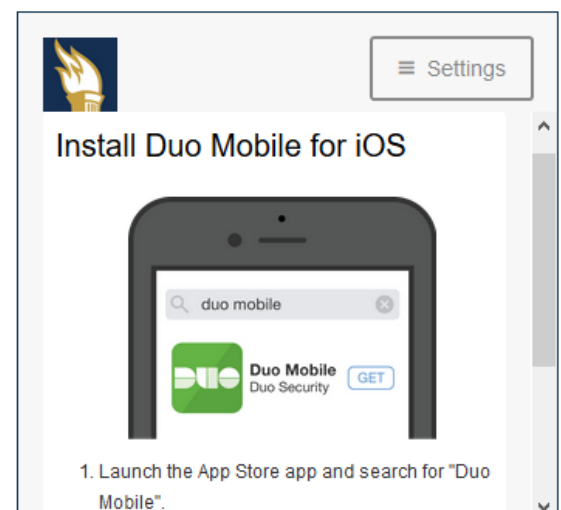 ≡ Settings
Install Duo Mobile for iOS
duo mobile
DUO
Duo Mobile
Duo Security
GET
1. Launch the App Store app and search for "Duo
Mobile".